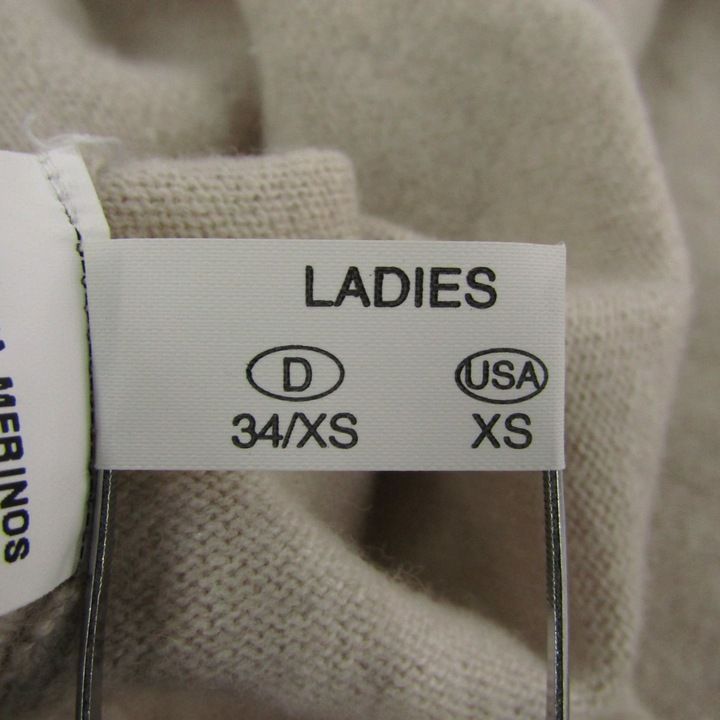 LADIES
D USA
34/XS XS
MERINOS